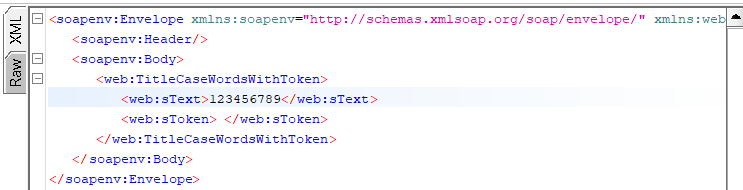 XML
Raw
<soapenv:Envelope xmlns:soapenv="http://schemas.xmlsoap.org/soap/envelope/" xmlns:web
<soapenv:Header/>
<soapenv:Body>
<web:TitleCaseWordsWithToken>
<web:sText>123456789</web:sText>
<web:sToken> </web:sToken>
</web:TitleCaseWordsWithToken>
</soapenv:Body>
</soapenv:Envelope>